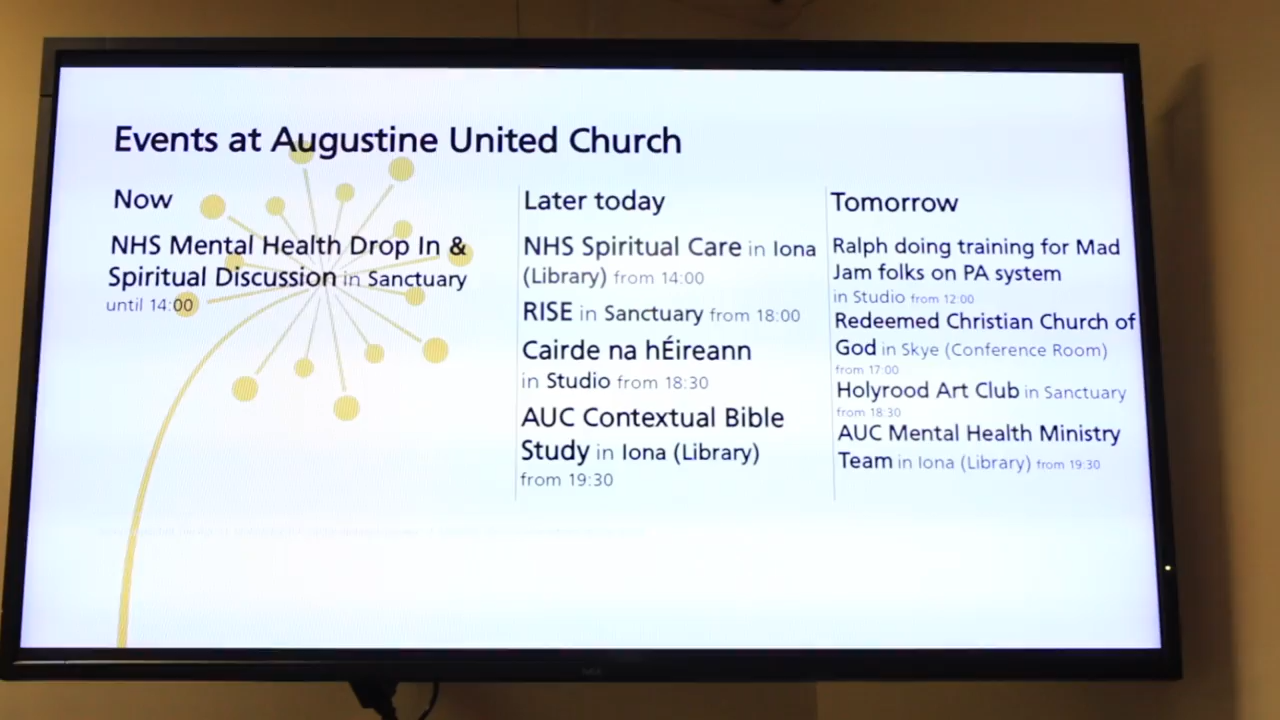 Events at Augustine United Church
Now
NHS Mental Health Drop In &
Spiritual Discussion in Sanctuary
until 14:00
Later today
NHS Spiritual Care in Iona
(Library) from 14:00
RISE in Sanctuary from 18:00
Cairde na hÉireann
in Studio from 18:30
AUC Contextual Bible
Study in Iona (Library)
from 19:30
Tomorrow
Ralph doing training for Mad
Jam folks on PA system
in Studio from 12:00
Redeemed Christian Church of
God in Skye (Conference Room)
from 17:00
Holyrood Art Club in Sanctuary
from 18:30
AUC Mental Health Ministry
Team in Iona (Library) from 19:30